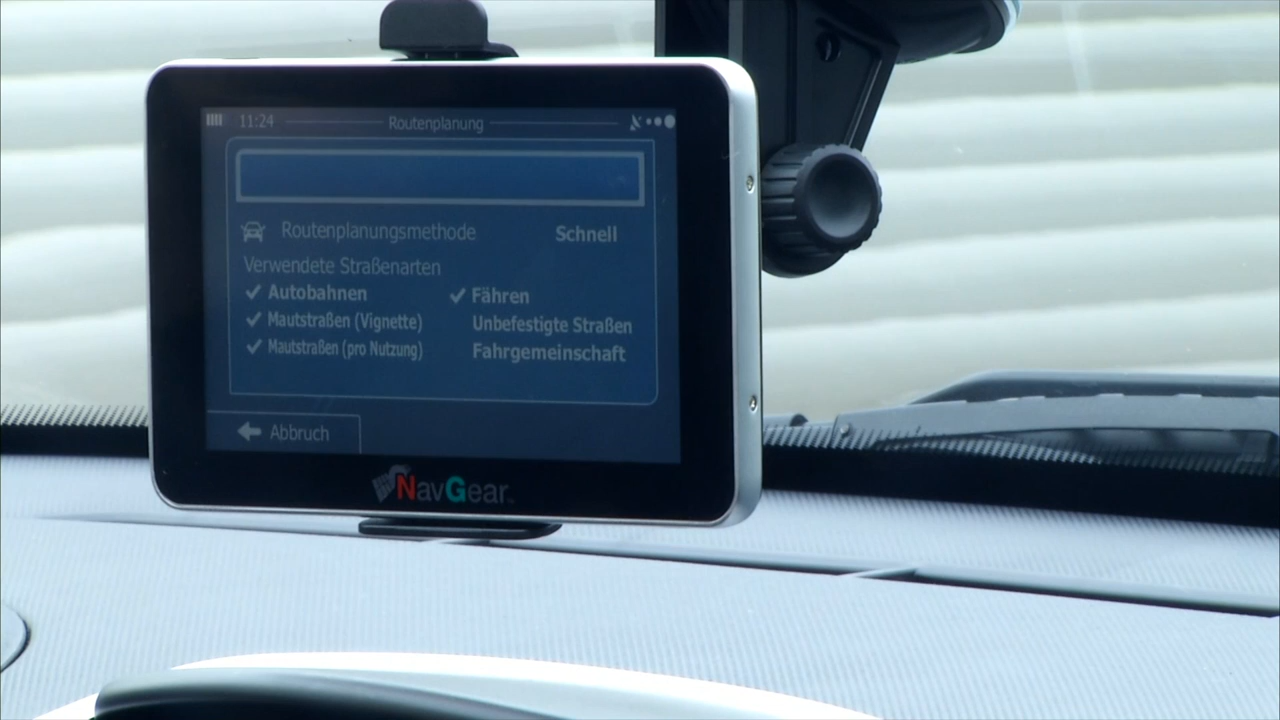 11:24 Routenplanung
Routenplanungsmethode Schnell
Verwendete Straßenarten
Autobahnen Fähren
Mautstraßen (Vignette) Unbefestigte Straßen
Mautstraßen (pro Nutzung) Fahrgemeinschaft
Abbruch
NavGear